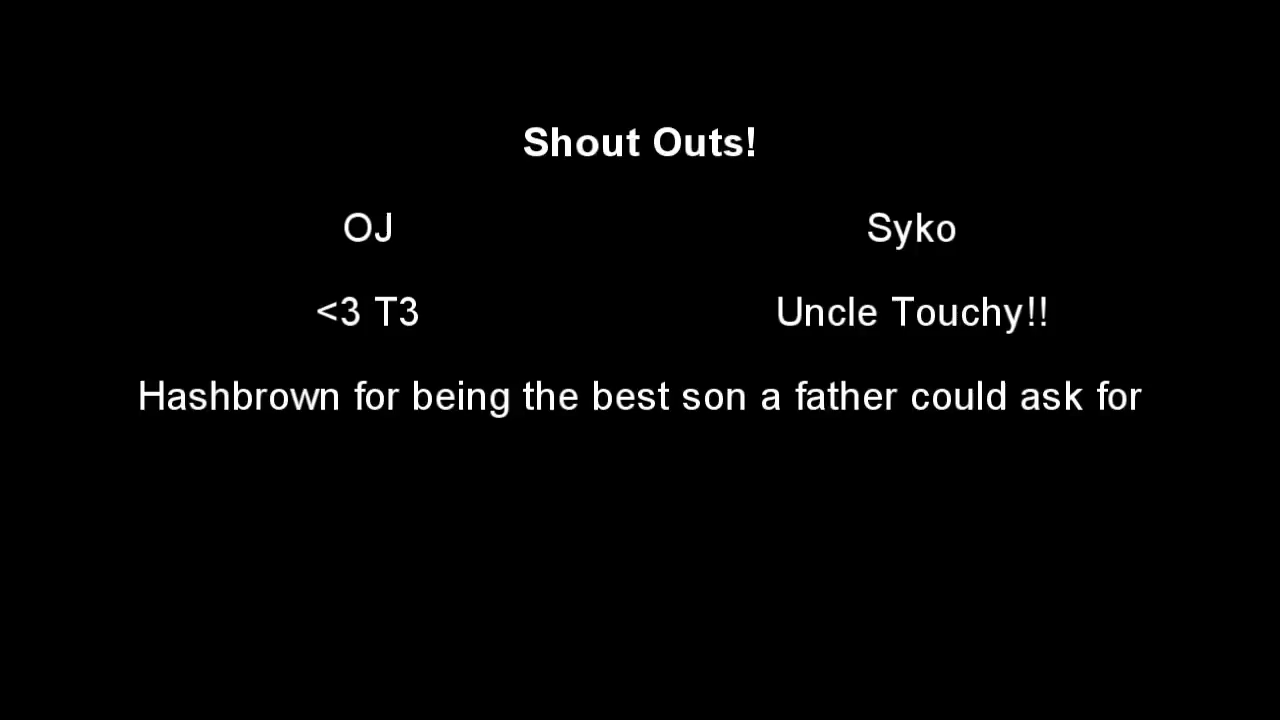 Shout Outs!
OJ Syko
<3 T3 Uncle Touchy!!
Hashbrown for being the best son a father could ask for